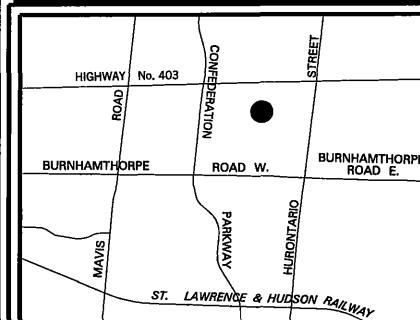 STREET
CONFEDERATION
HIGHWAY No. 403
ROAD
BURNHAMTHORPE ROAD W.
BURNHAMTHORPE
ROAD E.
PARKWAY
HURONTARIO
MAVIS
ST. LAWRENCE & HUDSON RAILWAY